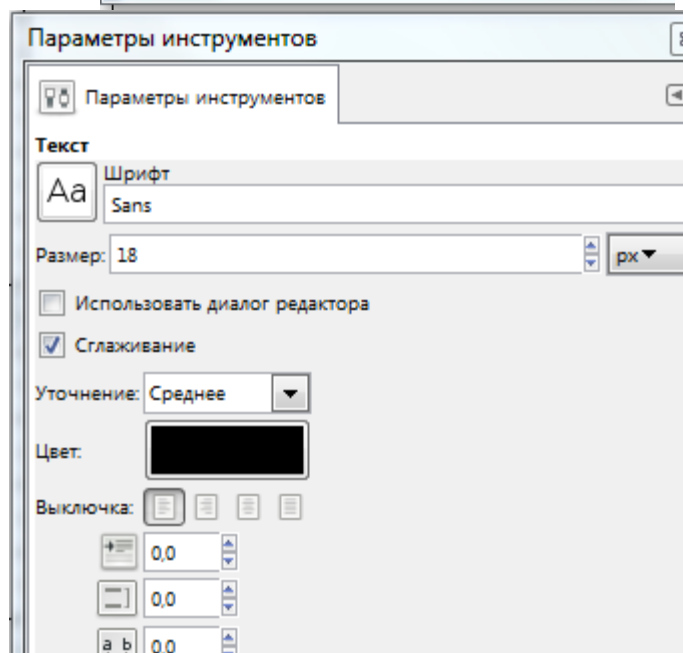 Параметры инструментов
Параметры инструментов
Текст
Aa
Шрифт
Sans
Размер: 18 px
Использовать диалог редактора
Сглаживание
Уточнение: Среднее
Цвет:
Выключка:
0,0
0,0
a b 0,0